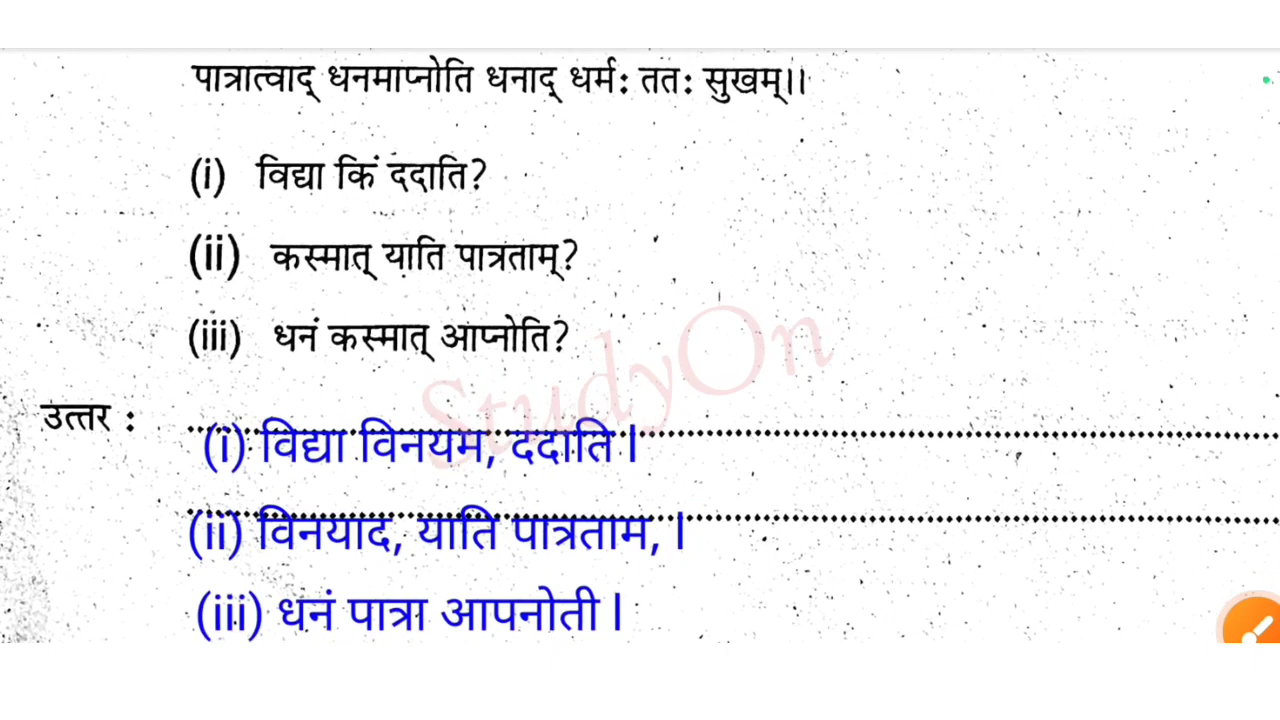 पात्रात्वाद् धनमाप्नोति धनाद् धर्मः ततः सुखम्।।
(i) विद्या किं ददाति?
(ii) कस्मात् याति पात्रताम्?
(iii) धनं कस्मात् आप्नोति?
StudyOn
उत्तर :
(i) विद्या विनयम, ददाति l
(ii) विनयाद, याति पात्रताम, l
(iii) धनं पात्रा आपनोती l